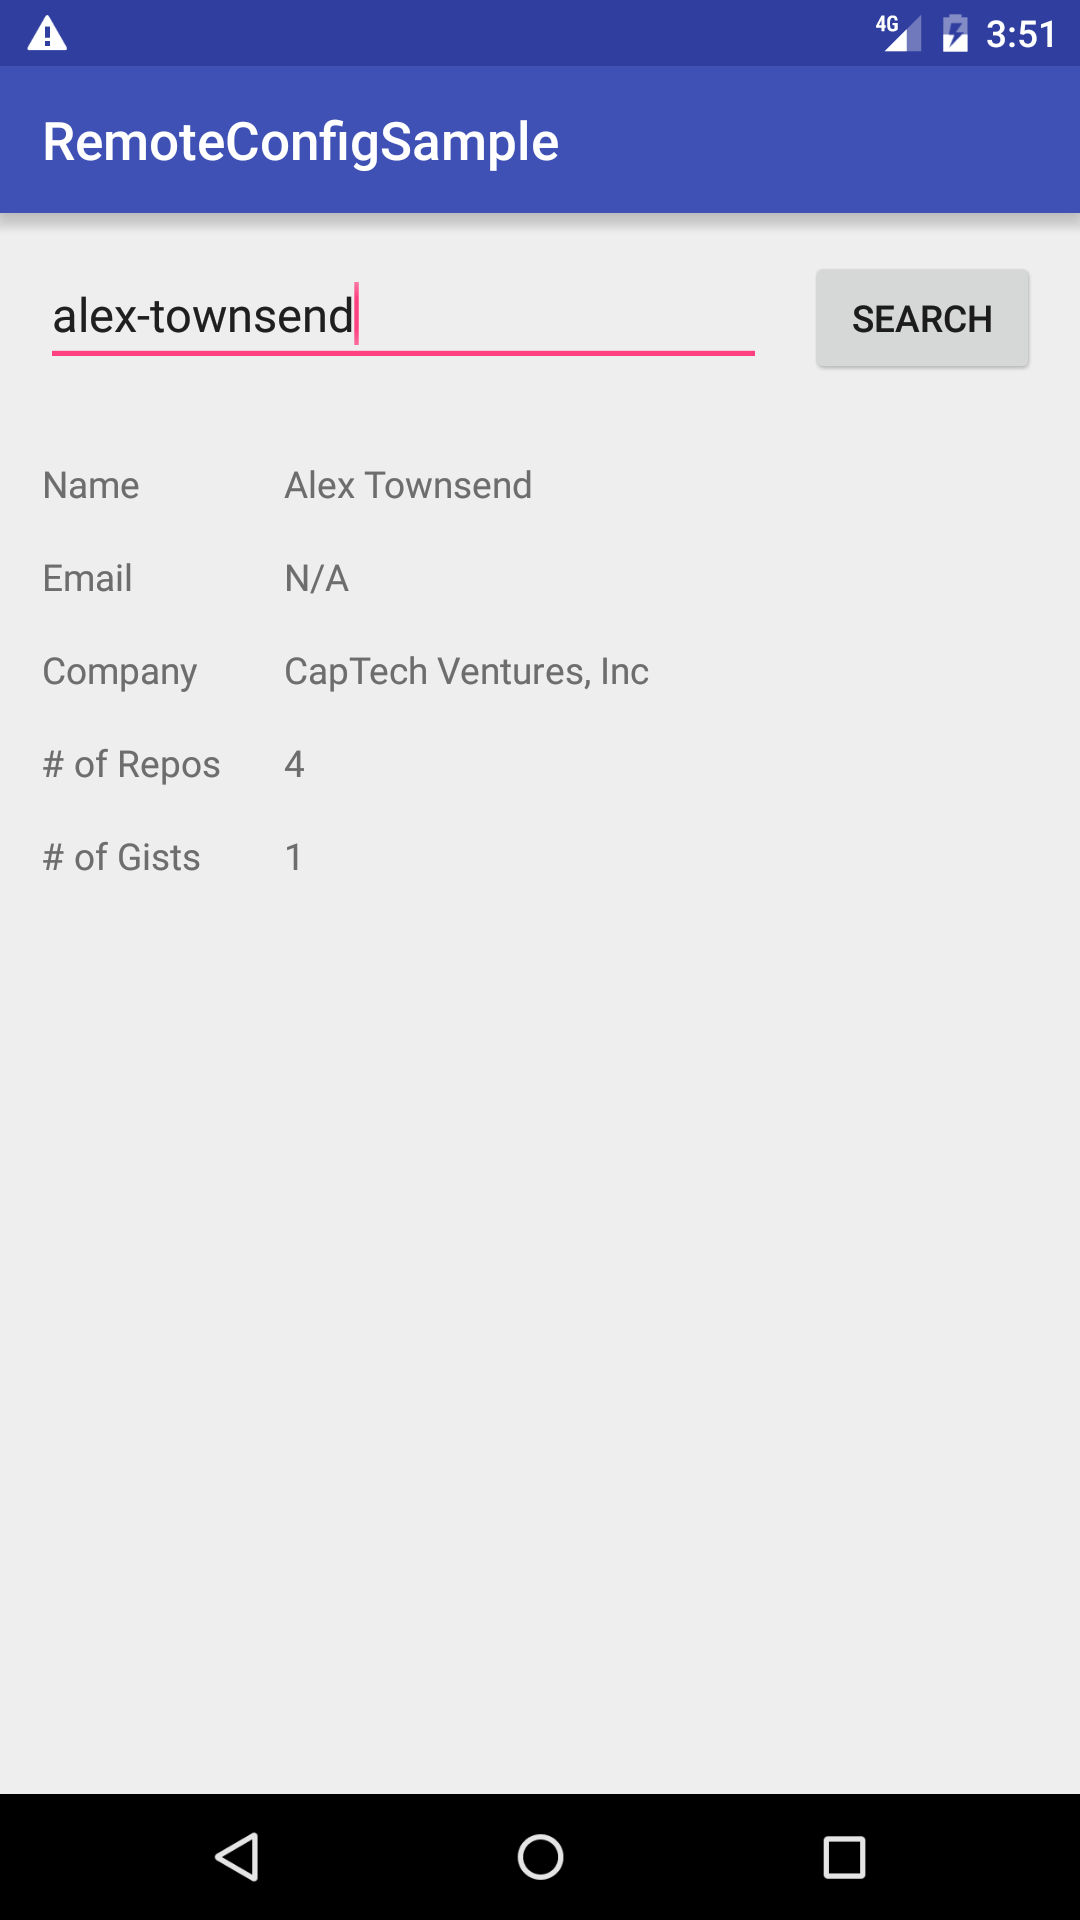 4G 3:51
RemoteConfigSample
alex-townsend
SEARCH
Name Alex Townsend
Email N/A
Company CapTech Ventures, Inc
# of Repos 4
# of Gists 1